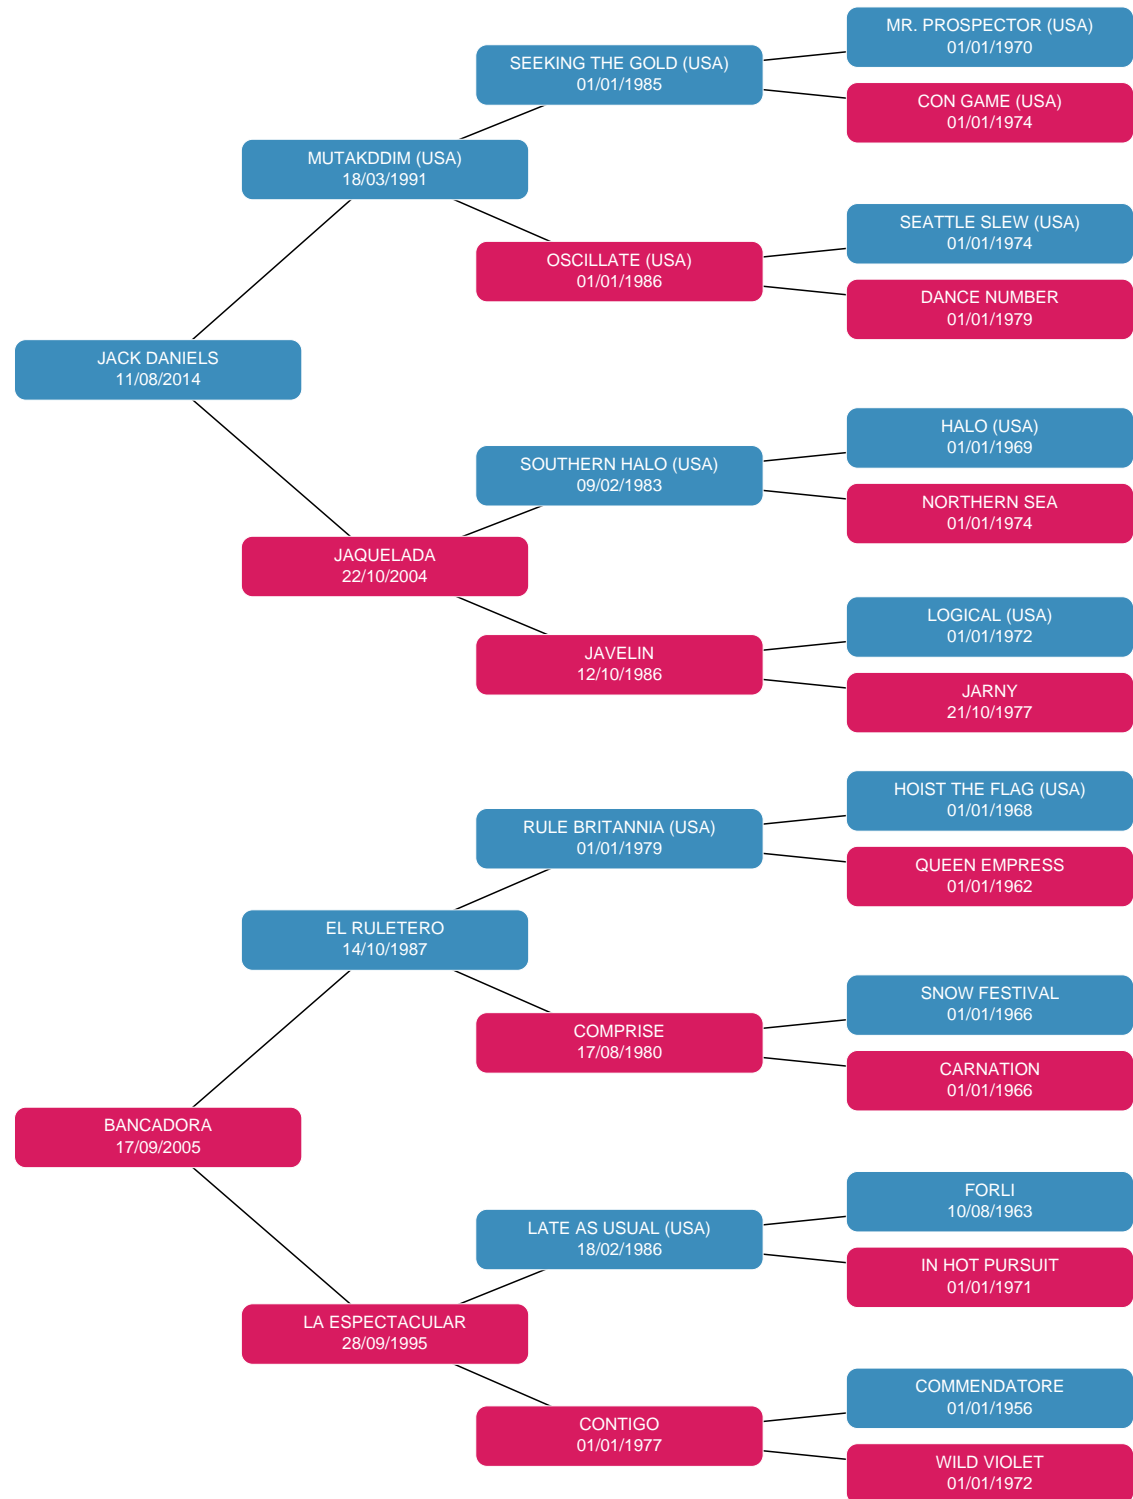 MR. PROSPECTOR (USA)
01/01/1970
SEEKING THE GOLD (USA)
01/01/1985
CON GAME (USA)
01/01/1974
MUTAKDDIM (USA)
18/03/1991
SEATTLE SLEW (USA)
01/01/1974
OSCILLATE (USA)
01/01/1986
DANCE NUMBER
01/01/1979
JACK DANIELS
11/08/2014
HALO (USA)
01/01/1969
SOUTHERN HALO (USA)
09/02/1983
NORTHERN SEA
01/01/1974
JAQUELADA
22/10/2004
LOGICAL (USA)
01/01/1972
JAVELIN
12/10/1986
JARNY
21/10/1977
HOIST THE FLAG (USA)
01/01/1968
RULE BRITANNIA (USA)
01/01/1979
QUEEN EMPRESS
01/01/1962
EL RULETERO
14/10/1987
SNOW FESTIVAL
01/01/1966
COMPRISE
17/08/1980
CARNATION
01/01/1966
BANCADORA
17/09/2005
FORLI
10/08/1963
LATE AS USUAL (USA)
18/02/1986
IN HOT PURSUIT
01/01/1971
LA ESPECTACULAR
28/09/1995
COMMENDATORE
01/01/1956
CONTIGO
01/01/1977
WILD VIOLET
01/01/1972